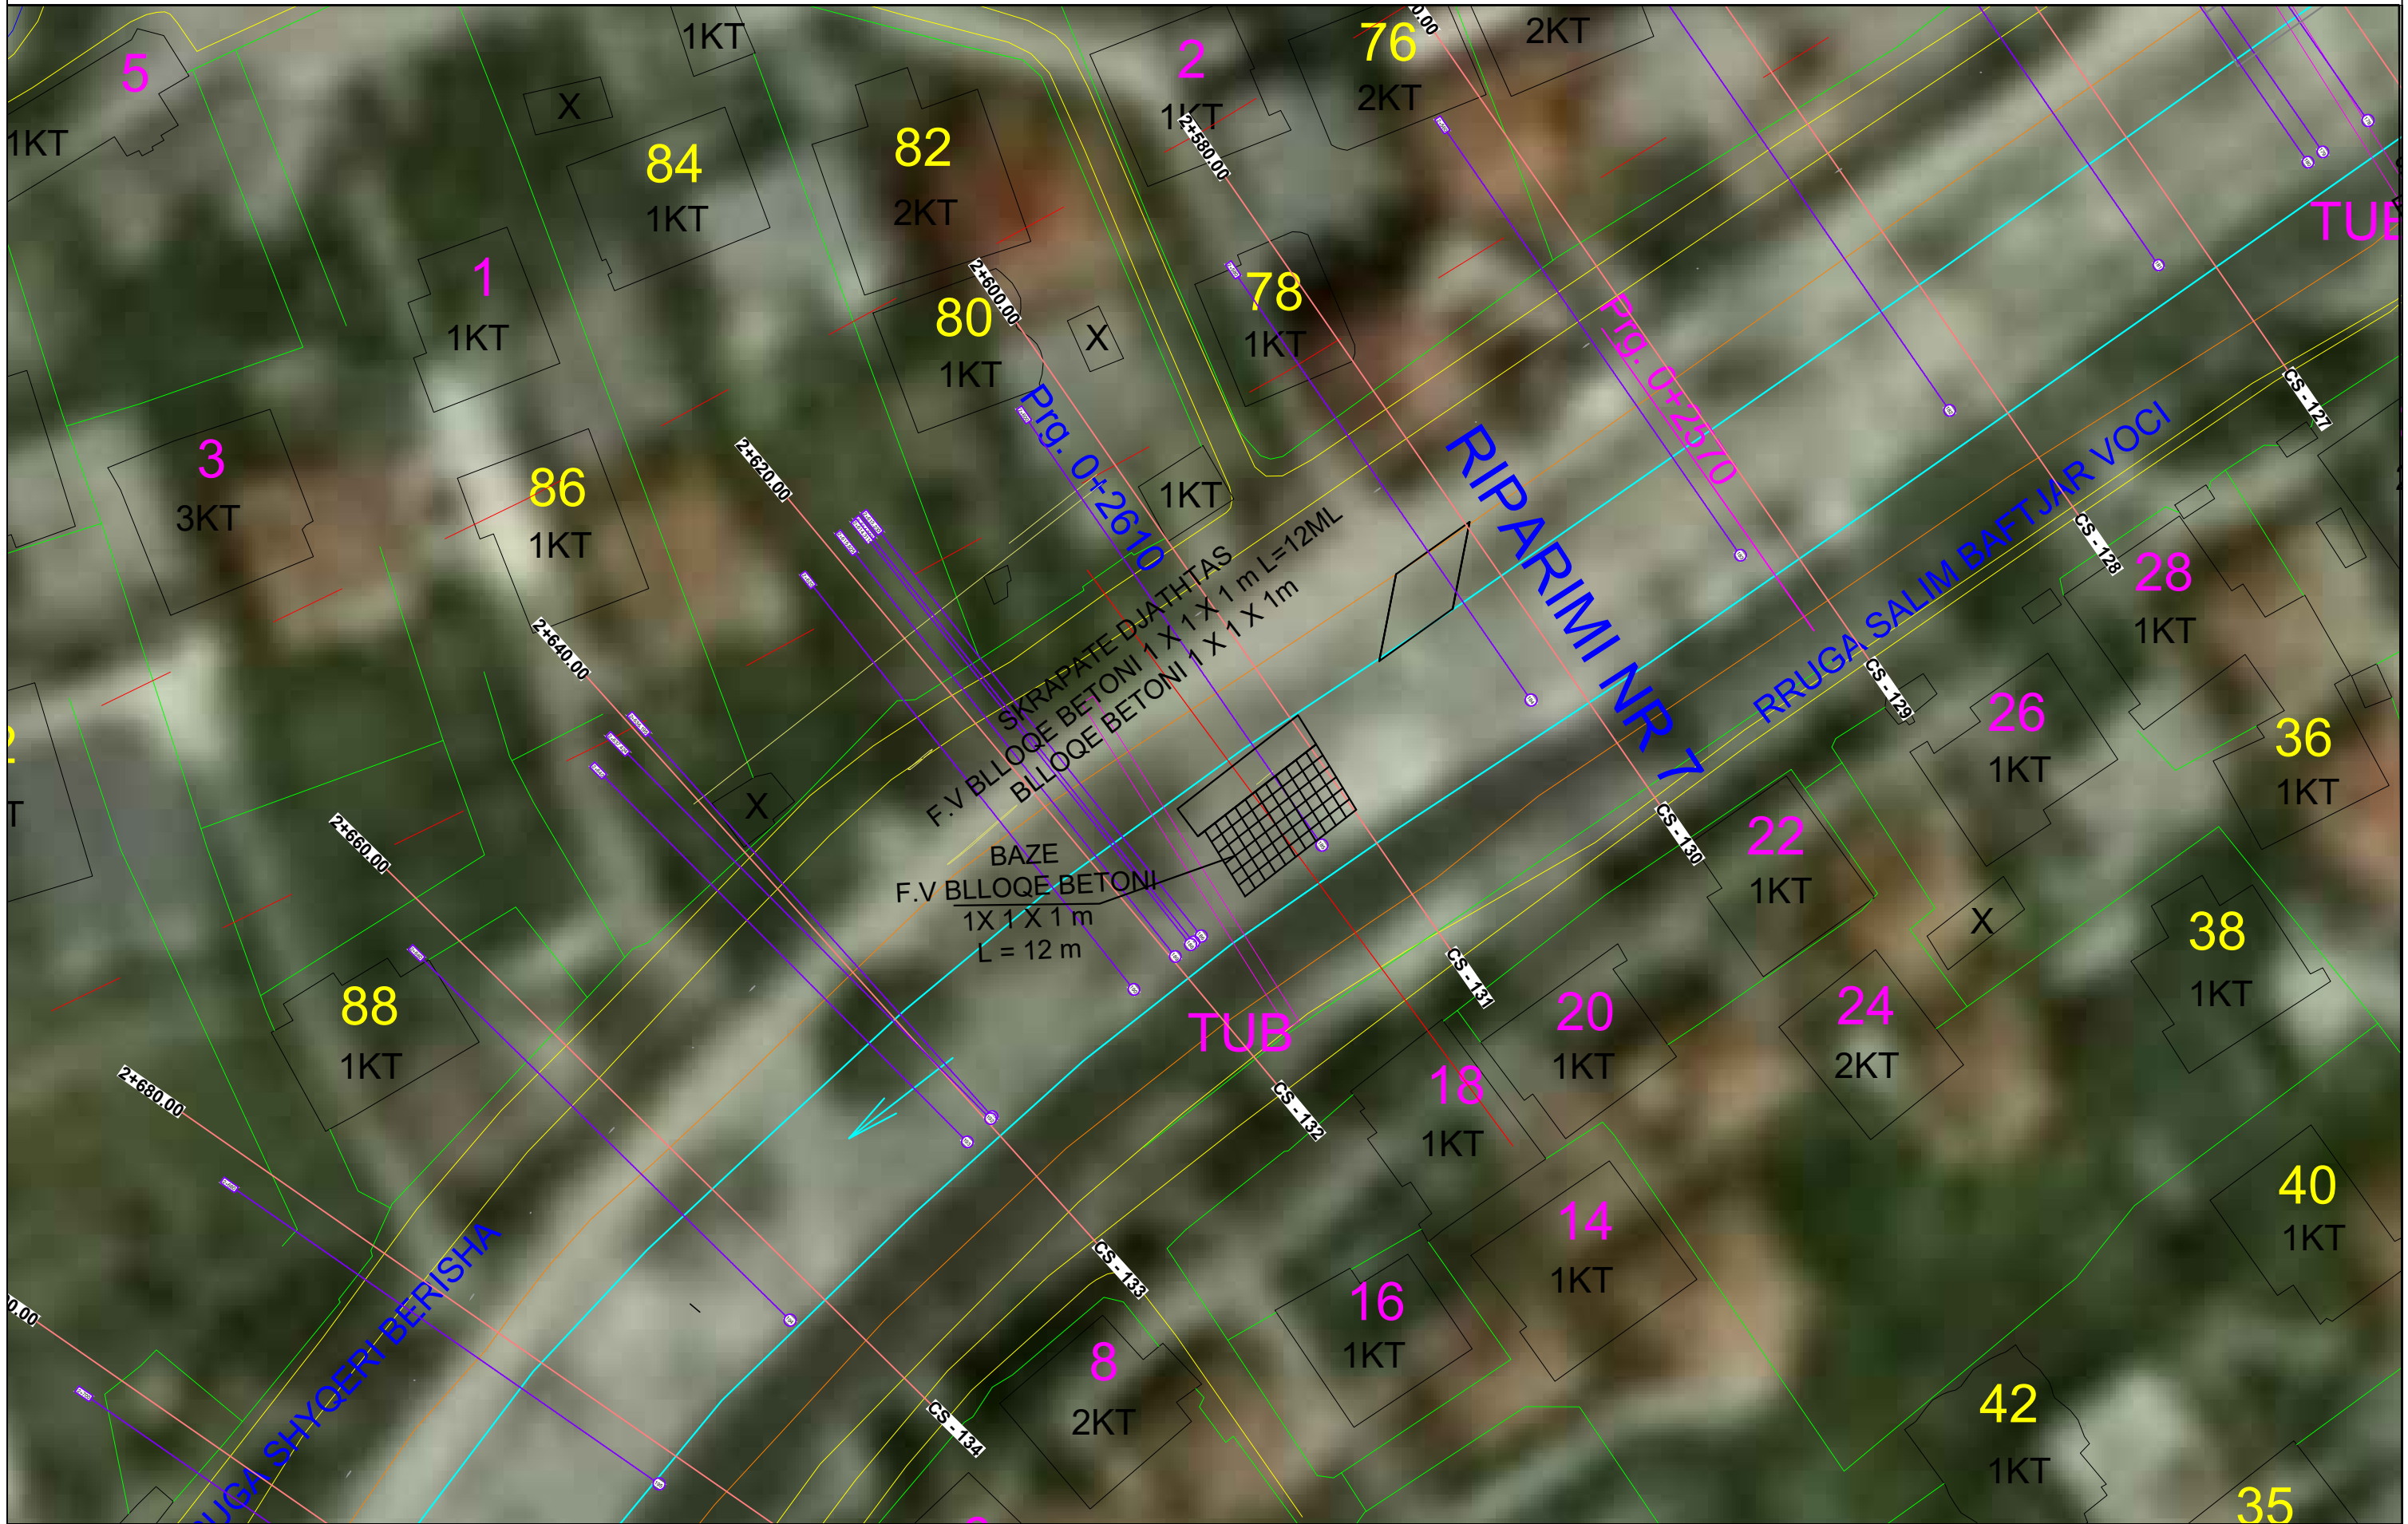 5
1KT
1KT
X
84
1KT
82
2KT
2
1KT
76
2KT
2KT
1
1KT
80
1KT
X
78
1KT
2+580.00
2+600.00
2+620.00
2+640.00
2+660.00
2+680.00
3
3KT
86
1KT
1KT
X
88
1KT
Prg. 0+2610
Prg. 0+2570
RIPARIMI NR 7
SKRAPATE DJATHTAS
F.V BLLOQE BETONI 1 X 1 X 1 m L=12ML
BLLOQE BETONI 1 X 1 X 1m
BAZE
F.V BLLOQE BETONI
1X 1 X 1 m
L = 12 m
TUB
RRUGA SALIM BAFTJAR VOCI
UGA SHYQERI BERISHA
CS - 127
CS - 128
CS - 129
CS - 130
CS - 131
CS - 132
CS - 133
CS - 134
28
1KT
26
1KT
36
1KT
22
1KT
X
38
1KT
20
1KT
24
2KT
18
1KT
14
1KT
16
1KT
40
1KT
8
2KT
42
1KT
35